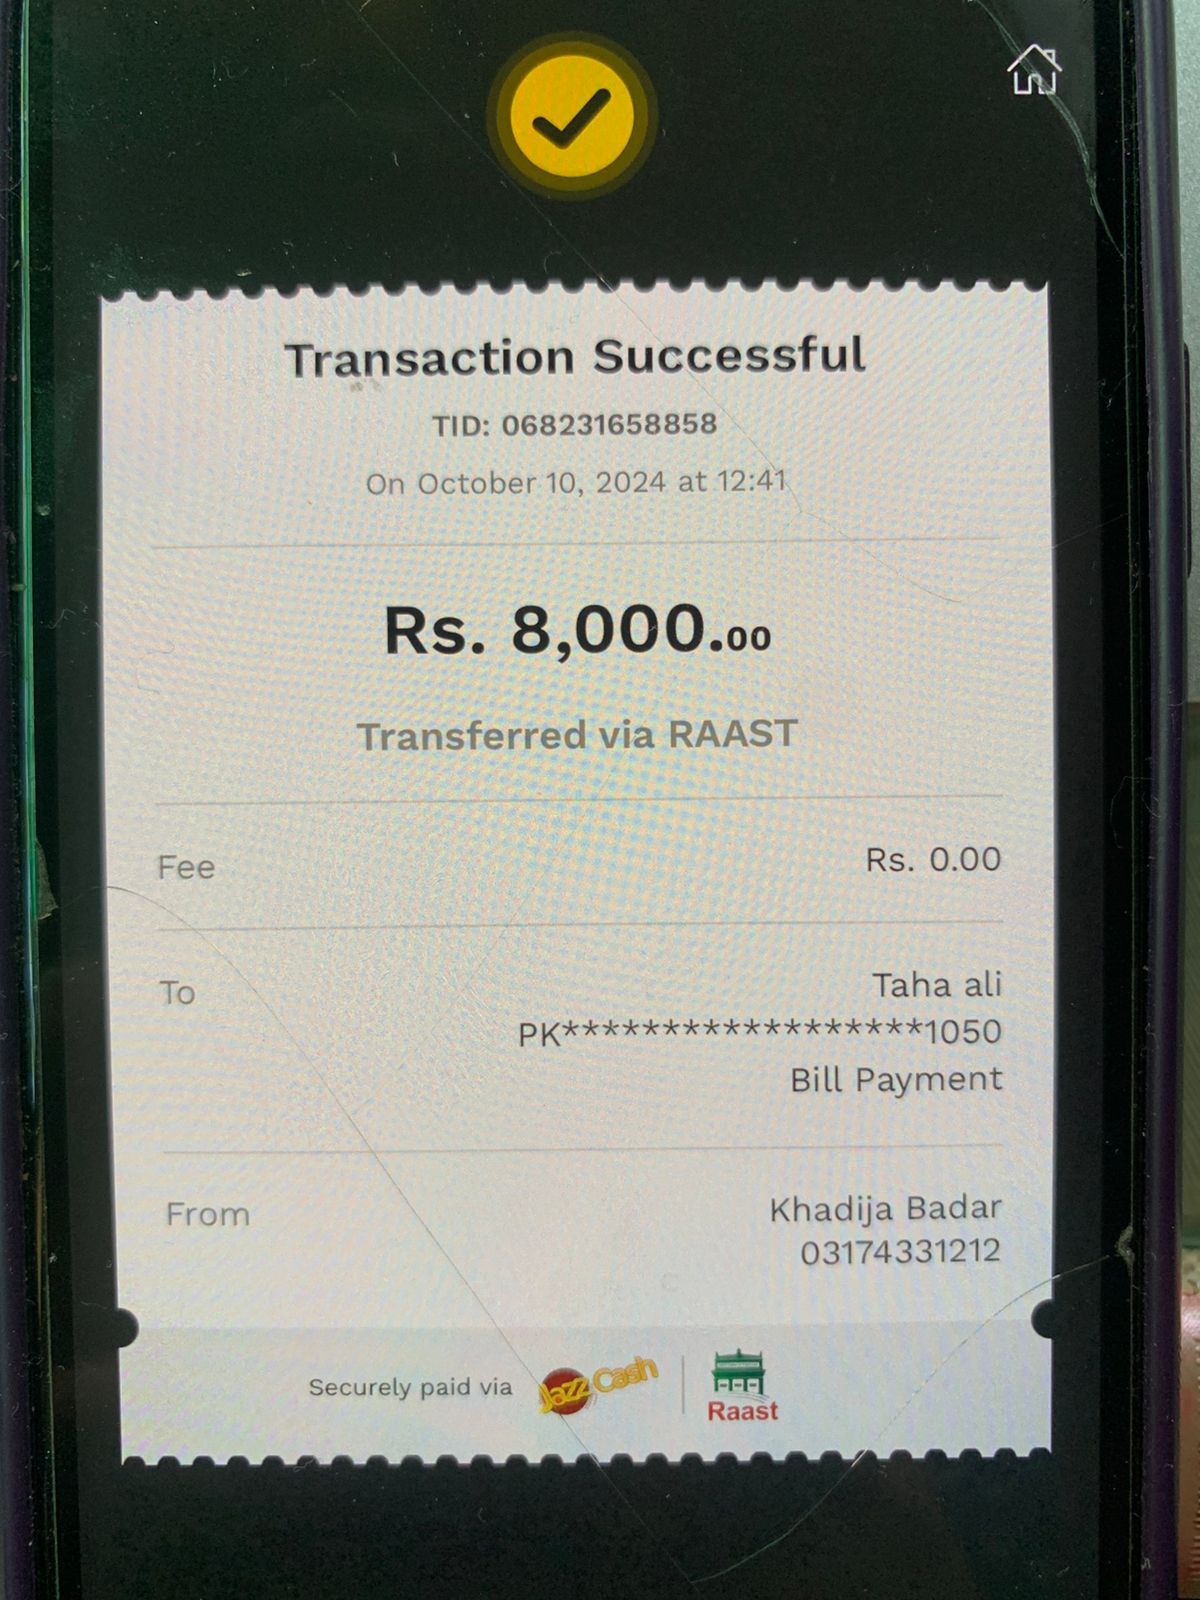 Transaction Successful
TID: 068231658858
On October 10, 2024 at 12:41
Rs. 8,000.00
Transferred via RAAST
Fee
Rs. 0.00
To
Taha ali
PK******************1050
Bill Payment
From
Khadija Badar
03174331212
Securely paid via JazzCash Raast